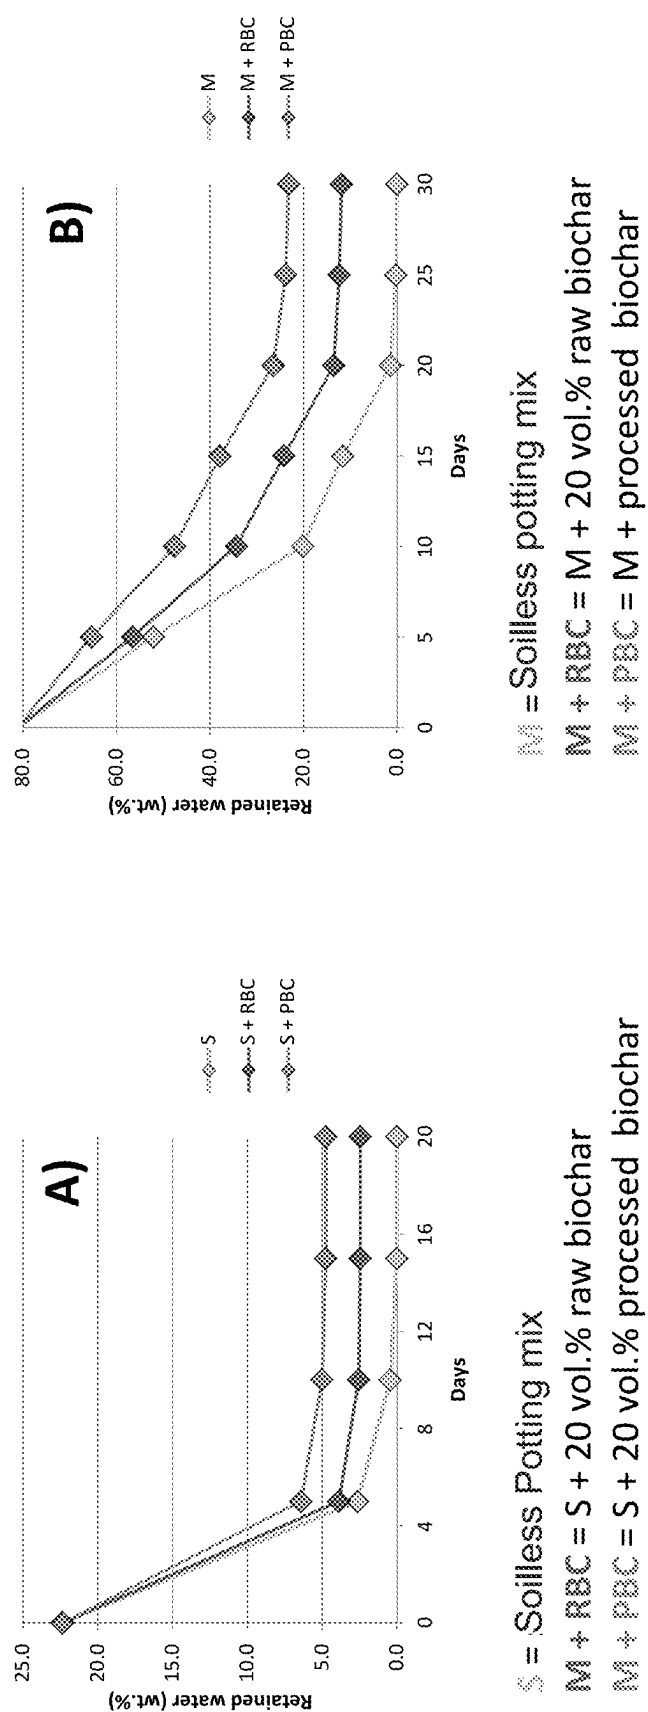 A)
25.0
20.0
15.0
10.0
5.0
0.0
Retained water (wt.%)
0 4 8 12 16 20
Days
S
S + RBC
S + PBC
S = Soilless Potting mix
M + RBC = S + 20 vol.% raw biochar
M + PBC = S + 20 vol.% processed biochar
B)
80.0
60.0
40.0
20.0
0.0
Retained water (wt.%)
0 5 10 15 20 25 30
Days
M
M + RBC
M + PBC
M =Soilless potting mix
M + RBC = M + 20 vol.% raw biochar
M + PBC = M + processed biochar